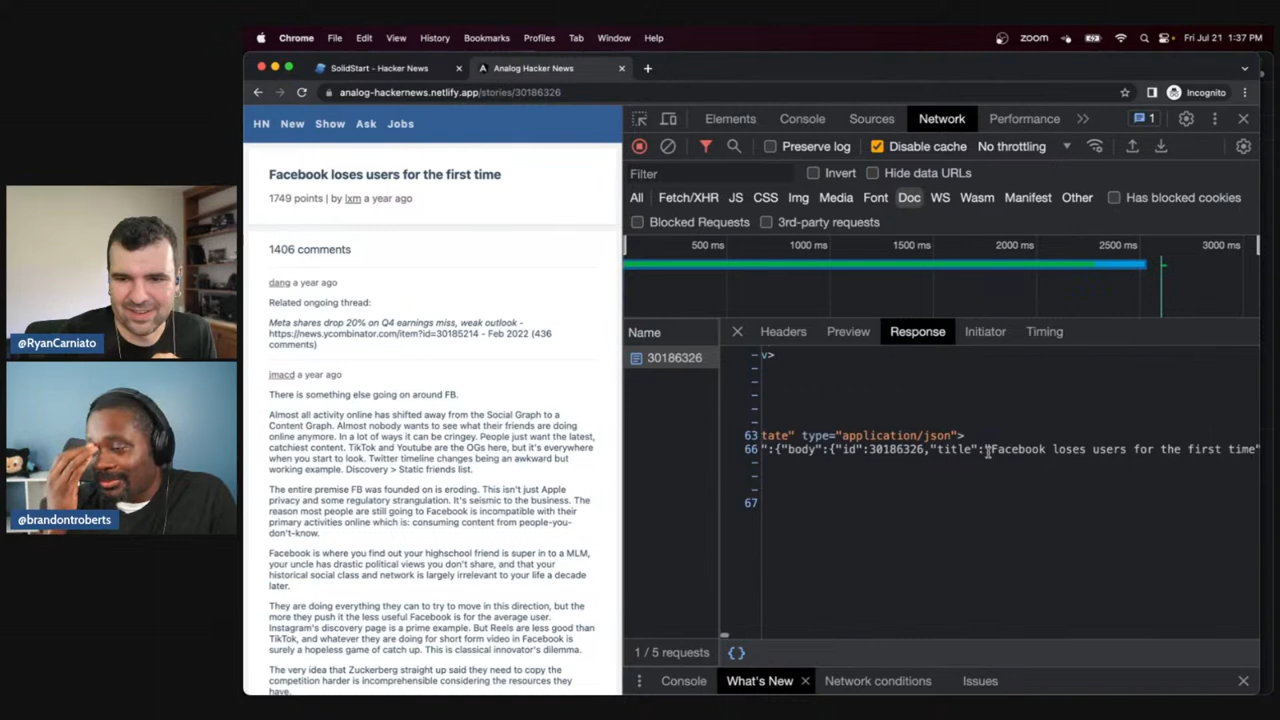 Chrome File Edit View History Bookmarks Profiles Tab Window Help
zoom Fri Jul 21 1:37 PM
SolidStart - Hacker News
Analog Hacker News
analog-hackernews.netlify.app/stories/30186326
Incognito
HN New Show Ask Jobs
Facebook loses users for the first time
1749 points | by lxm a year ago
1406 comments
dang a year ago
Related ongoing thread:
Meta shares drop 20% on Q4 earnings miss, weak outlook -
https://news.ycombinator.com/item?id=30185214 - Feb 2022 (436
comments)
jmacd a year ago
There is something else going on around FB.
Almost all activity online has shifted away from the Social Graph to a
Content Graph. Almost nobody wants to see what their friends are doing
online anymore. In a lot of ways it can be cringey. People just want the latest,
catchiest content. TikTok and Youtube are the OGs here, but it's everywhere
when you start to look. Twitter timeline changes being an awkward but
working example. Discovery > Static friends list.
The entire premise FB was founded on is eroding. This isn't just Apple
privacy and some regulatory strangulation. It's seismic to the business. The
reason most people are still going to Facebook is incompatible with their
primary activities online which is: consuming content from people-you-
don't-know.
Facebook is where you find out your highschool friend is super in to a MLM,
your uncle has drastic political views you don't share, and that your
historical social class and network is largely irrelevant to your life a decade
later.
They are doing everything they can to try to move in this direction, but the
more they push it the less useful Facebook is for the average user.
Instagram's discovery page is a prime example. But Reels are less good than
TikTok, and whatever they are doing for short form video in Facebook is
surely a hopeless game of catch up. This is classical innovator's dilemma.
The very idea that Zuckerberg straight up said they need to copy the
competition harder is incomprehensible considering the resources they
have.
Elements Console Sources Network Performance 1
Preserve log Disable cache No throttling
Filter Invert Hide data URLs
All Fetch/XHR JS CSS Img Media Font Doc WS Wasm Manifest Other Has blocked cookies
Blocked Requests 3rd-party requests
500 ms 1000 ms 1500 ms 2000 ms 2500 ms 3000 ms
Name Headers Preview Response Initiator Timing
30186326
v>
63 tate" type="application/json">
66 ":{"body":{"id":30186326,"title":"Facebook loses users for the first time"
67
1 / 5 requests {}
Console What's New Network conditions Issues
@RyanCarniato
@brandontroberts